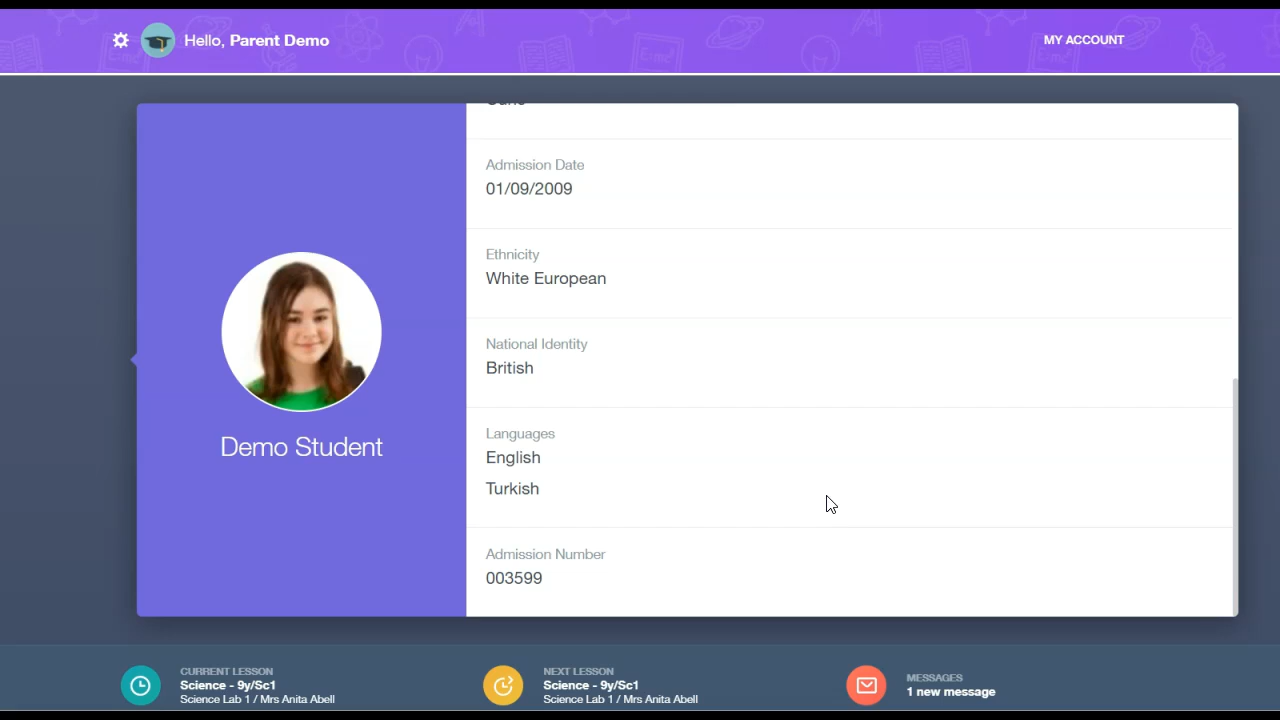 Hello, Parent Demo
MY ACCOUNT
Admission Date
01/09/2009
Ethnicity
White European
National Identity
British
Demo Student
Languages
English
Turkish
Admission Number
003599
CURRENT LESSON
Science - 9y/Sc1
Science Lab 1 / Mrs Anita Abell
NEXT LESSON
Science - 9y/Sc1
Science Lab 1 / Mrs Anita Abell
MESSAGES
1 new message